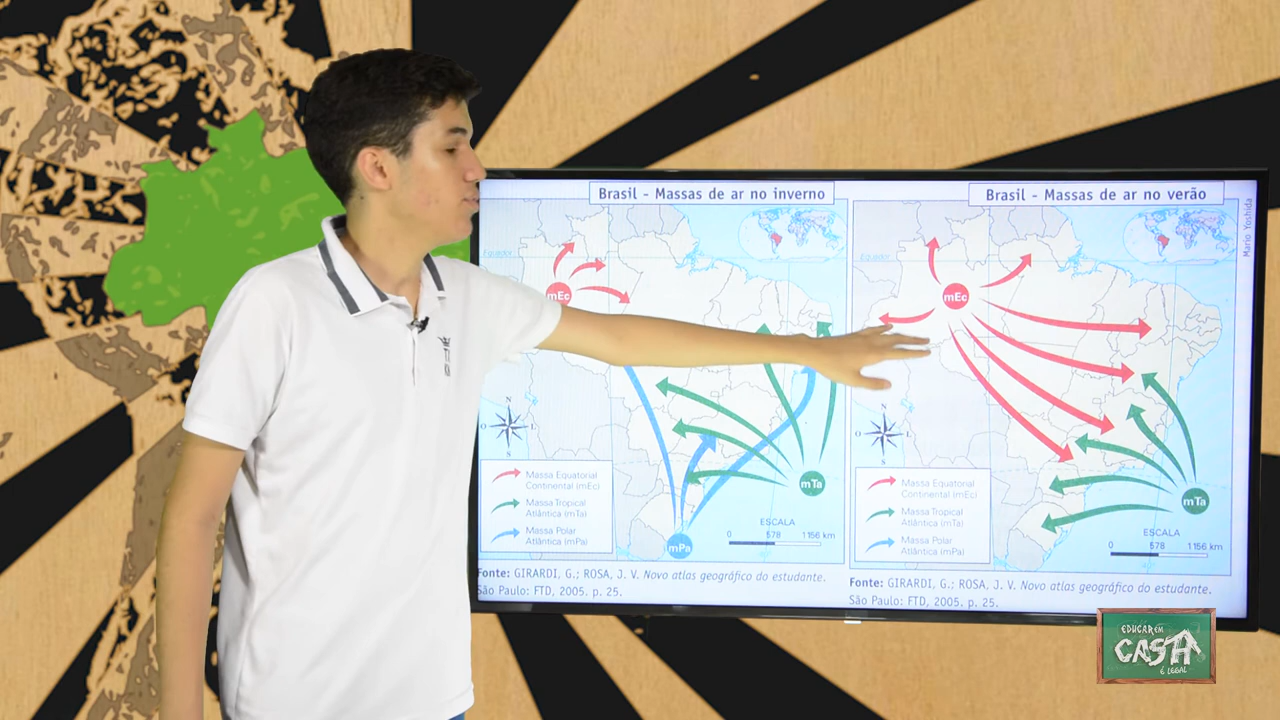 Brasil - Massas de ar no inverno
Equador
mEc
mTa
mPa
O
L
N
S
Massa Equatorial
Continental (mEc)
Massa Tropical
Atlântica (mTa)
Massa Polar
Atlântica (mPa)
ESCALA
0 578 1156 km
Fonte: GIRARDI, G.; ROSA, J. V. Novo atlas geográfico do estudante.
São Paulo: FTD, 2005. p. 25.
Brasil - Massas de ar no verão
Mario Yoshida
Equador
mEc
mTa
N
O
L
S
Massa Equatorial
Continental (mEc)
Massa Tropical
Atlântica (mTa)
Massa Polar
Atlântica (mPa)
ESCALA
0 578 1156 km
Fonte: GIRARDI, G.; ROSA, J. V. Novo atlas geográfico do estudante.
São Paulo: FTD, 2005. p. 25.
EDUCAR EM
CASA
É LEGAL